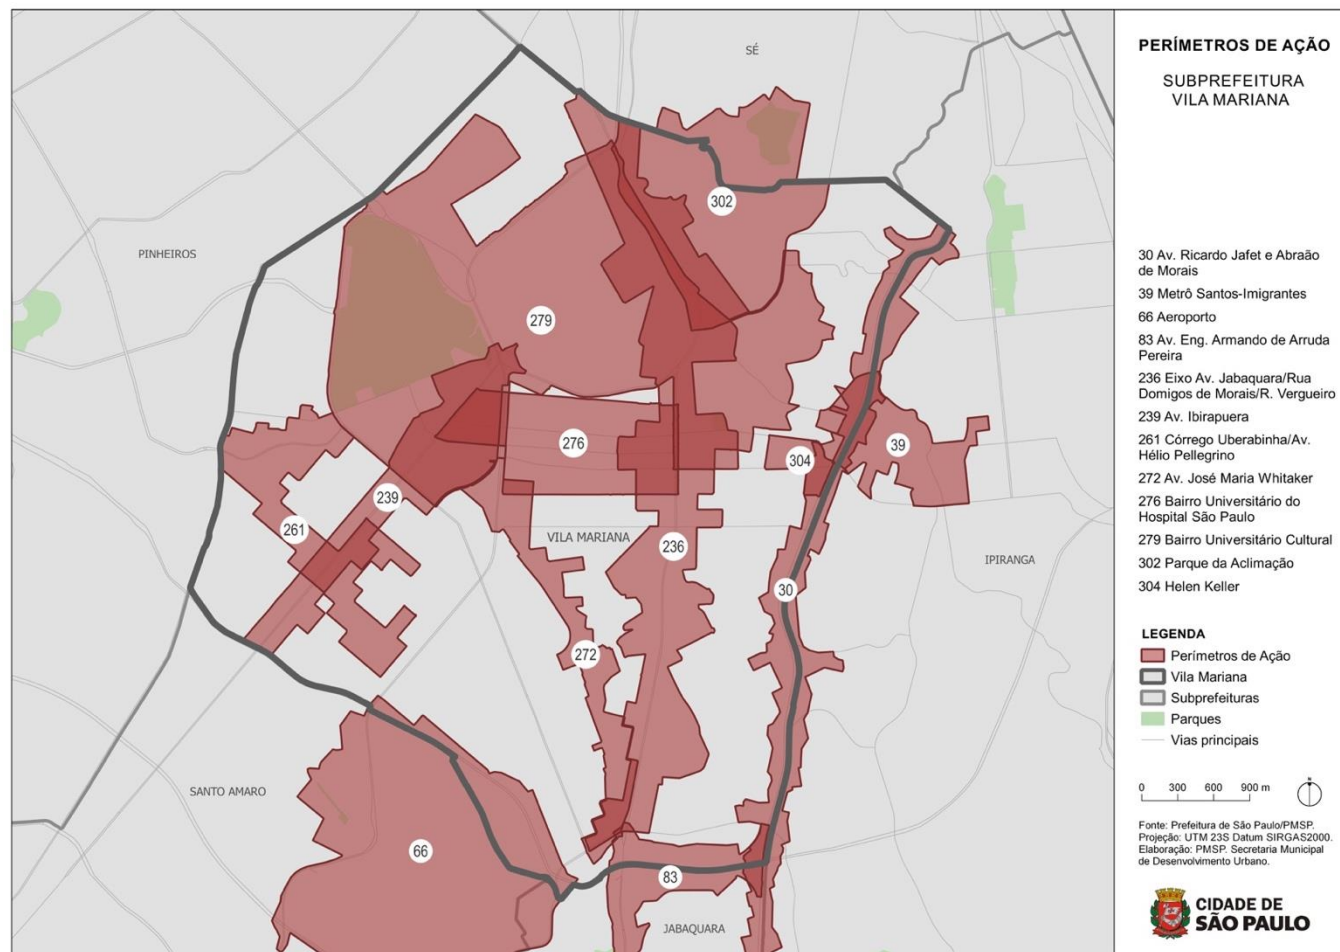 SÉ
PINHEIROS
302
279
276
304
39
239
261
VILA MARIANA
236
IPIRANGA
30
272
SANTO AMARO
66
83
JABAQUARA
PERÍMETROS DE AÇÃO
SUBPREFEITURA
VILA MARIANA
30 Av. Ricardo Jafet e Abraão
de Morais
39 Metrô Santos-Imigrantes
66 Aeroporto
83 Av. Eng. Armando de Arruda
Pereira
236 Eixo Av. Jabaquara/Rua
Domigos de Morais/R. Vergueiro
239 Av. Ibirapuera
261 Córrego Uberabinha/Av.
Hélio Pellegrino
272 Av. José Maria Whitaker
276 Bairro Universitário do
Hospital São Paulo
279 Bairro Universitário Cultural
302 Parque da Aclimação
304 Helen Keller
LEGENDA
Perímetros de Ação
Vila Mariana
Subprefeituras
Parques
Vias principais
0 300 600 900 m
N
Fonte: Prefeitura de São Paulo/PMSP.
Projeção: UTM 23S Datum SIRGAS2000.
Elaboração: PMSP. Secretaria Municipal
de Desenvolvimento Urbano.
CIDADE DE
SÃO PAULO